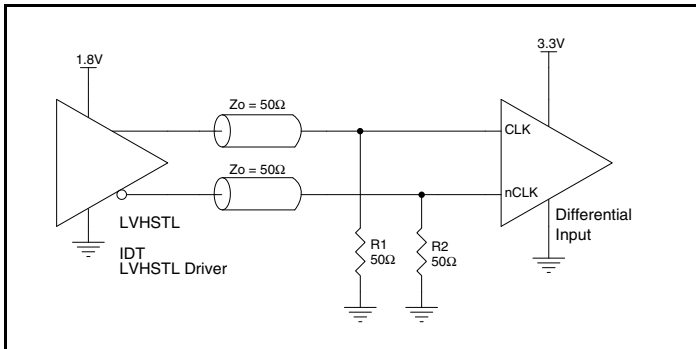 1.8V
3.3V
Zo = 50Ω
CLK
Zo = 50Ω
nCLK
LVHSTL
IDT
LVHSTL Driver
R1
50Ω
R2
50Ω
Differential
Input